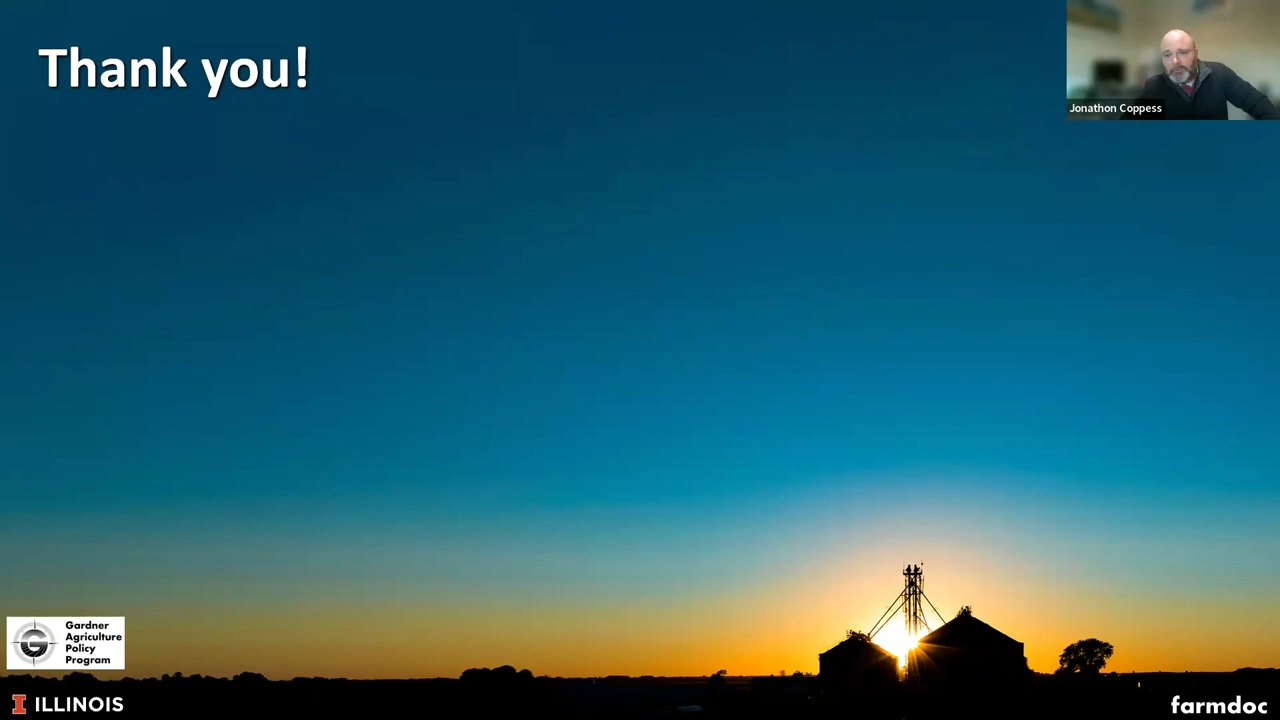 Thank you!
Jonathon Coppess
Gardner
Agriculture
Policy
Program
ILLINOIS
farmdoc